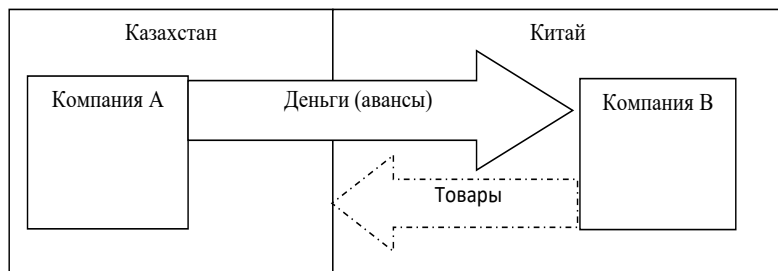 Казахстан
Китай
Компания А
Деньги (авансы)
Компания В
Товары